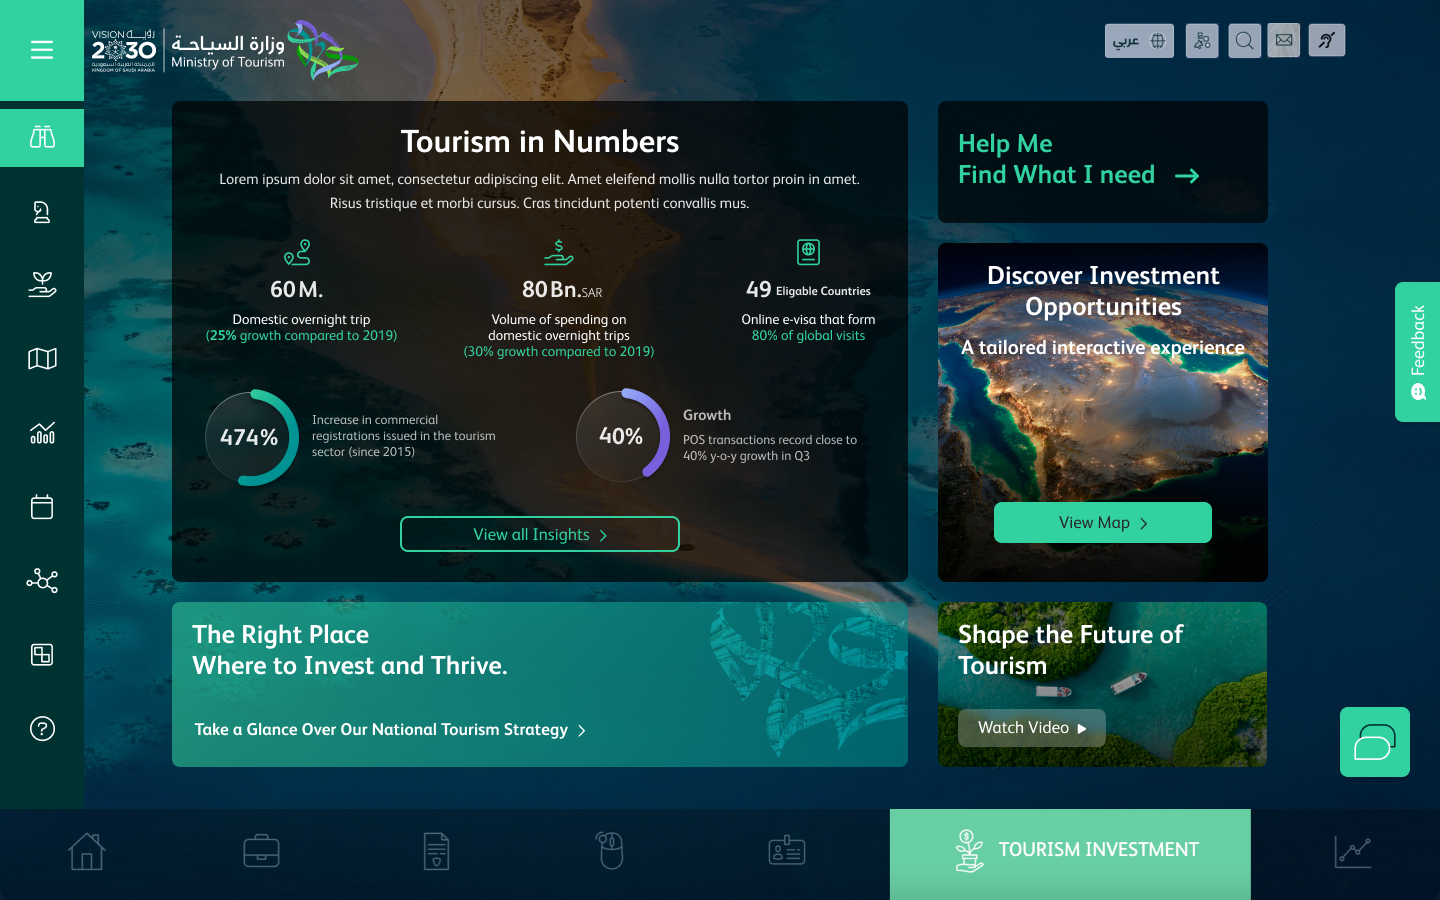 VISION رؤيــة
2030
المملكة العربية السعودية
KINGDOM OF SAUDI ARABIA
وزارة السياحـة
Ministry of Tourism
عربي
Tourism in Numbers
Lorem ipsum dolor sit amet, consectetur adipiscing elit. Amet eleifend mollis nulla tortor proin in amet.
Risus tristique et morbi cursus. Cras tincidunt potenti convallis mus.
60 M.
Domestic overnight trip
(25% growth compared to 2019)
80 Bn. SAR
Volume of spending on
domestic overnight trips
(30% growth compared to 2019)
49 Eligable Countries
Online e-visa that form
80% of global visits
474%
Increase in commercial
registrations issued in the tourism
sector (since 2015)
40%
Growth
POS transactions record close to
40% y-o-y growth in Q3
View all Insights
Help Me
Find What I need
Discover Investment
Opportunities
A tailored interactive experience
View Map
Feedback
The Right Place
Where to Invest and Thrive.
Take a Glance Over Our National Tourism Strategy
Shape the Future of
Tourism
Watch Video
TOURISM INVESTMENT